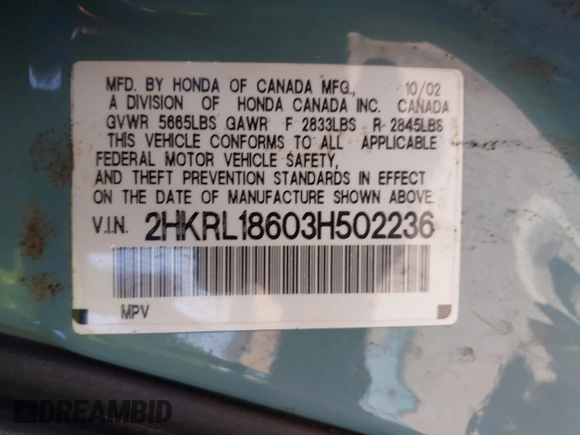 MFD. BY HONDA OF CANADA MFG., 10/02
A DIVISION OF HONDA CANADA INC. CANADA
GVWR 5665LBS GAWR F 2833LBS R 2845LBS
THIS VEHICLE CONFORMS TO ALL APPLICABLE
FEDERAL MOTOR VEHICLE SAFETY,
AND THEFT PREVENTION STANDARDS IN EFFECT
ON THE DATE OF MANUFACTURE SHOWN ABOVE.
V.I.N. 2HKRL18603H502236
MPV
DREAMBID